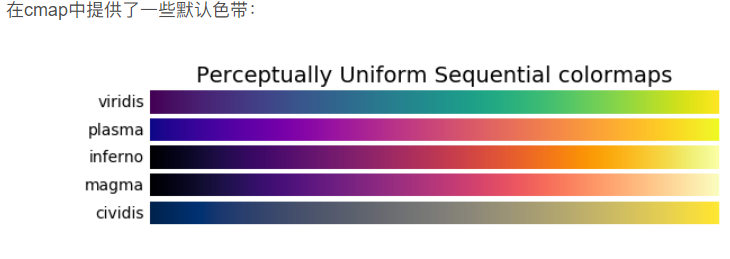 在cmap中提供了一些默认色带：
Perceptually Uniform Sequential colormaps
viridis
plasma
inferno
magma
cividis